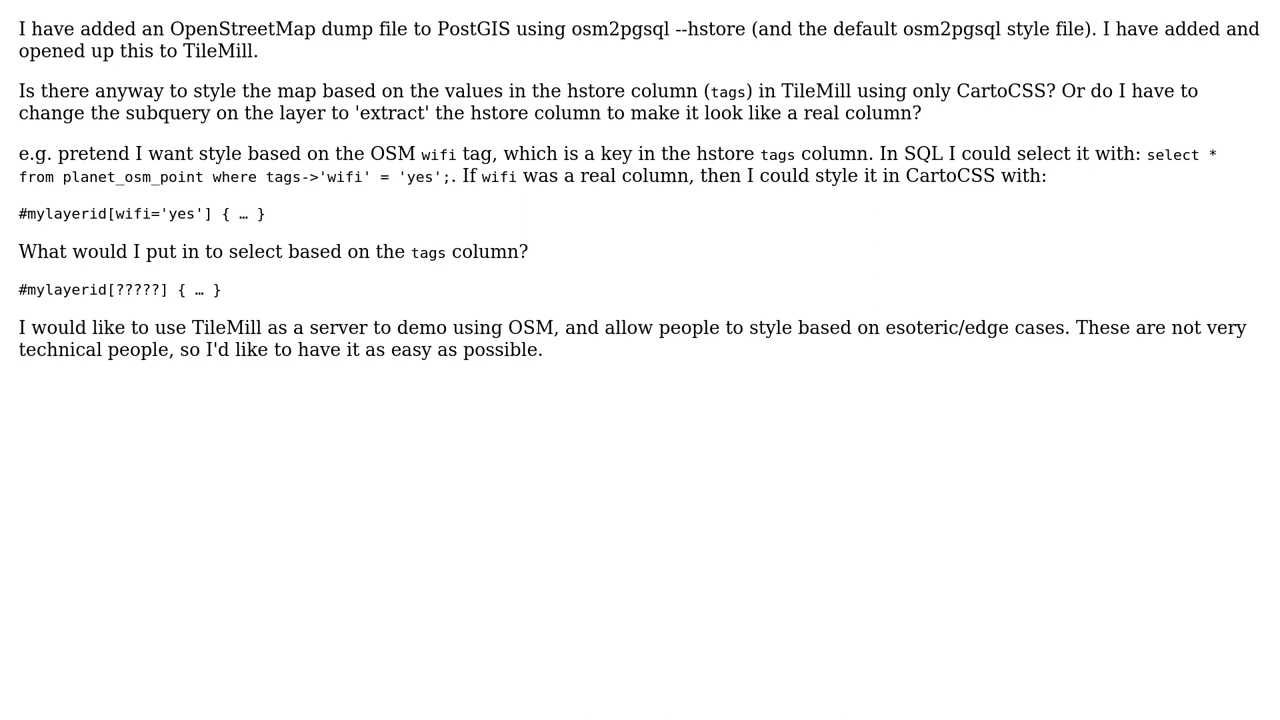 I have added an OpenStreetMap dump file to PostGIS using osm2pgsql --hstore (and the default osm2pgsql style file). I have added and
opened up this to TileMill.
Is there anyway to style the map based on the values in the hstore column (tags) in TileMill using only CartoCSS? Or do I have to
change the subquery on the layer to 'extract' the hstore column to make it look like a real column?
e.g. pretend I want style based on the OSM wifi tag, which is a key in the hstore tags column. In SQL I could select it with: select *
from planet_osm_point where tags->'wifi' = 'yes';. If wifi was a real column, then I could style it in CartoCSS with:
#mylayerid[wifi='yes'] { … }
What would I put in to select based on the tags column?
#mylayerid[?????] { … }
I would like to use TileMill as a server to demo using OSM, and allow people to style based on esoteric/edge cases. These are not very
technical people, so I'd like to have it as easy as possible.